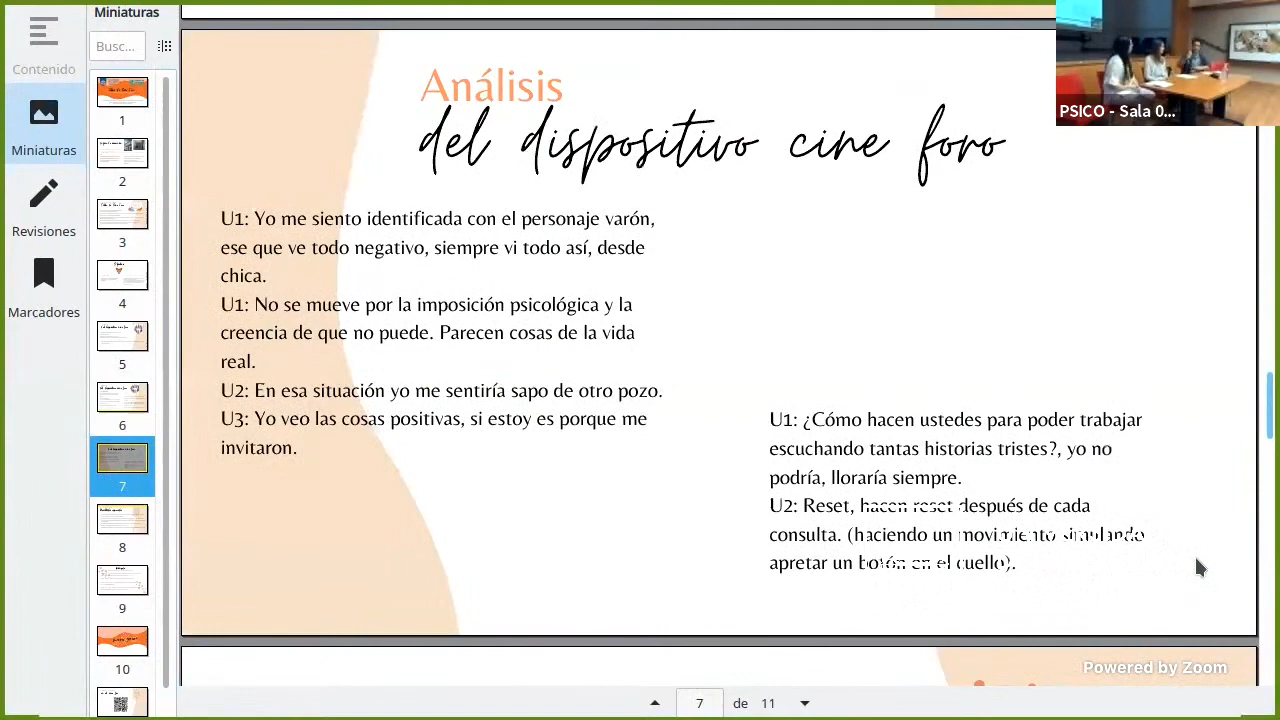 Miniaturas
Busc...
Contenido
Miniaturas
Revisiones
Marcadores
1
2
3
4
5
6
7
8
9
10
Análisis
del dispositivo cine foro
U1: Yo me siento identificada con el personaje varón,
ese que ve todo negativo, siempre vi todo así, desde
chica.
U1: No se mueve por la imposición psicológica y la
creencia de que no puede. Parecen cosas de la vida
real.
U2: En esa situación yo me sentiría sapo de otro pozo.
U3: Yo veo las cosas positivas, si estoy es porque me
invitaron.
U1: ¿Cómo hacen ustedes para poder trabajar
escuchando tantas historias tristes?, yo no
podría, lloraría siempre.
U2: Reset, hacen reset después de cada
consulta. (haciendo un movimiento simulando
apretar un botón en el cuello).
PSICO - Sala 0...
Powered by Zoom
7 de 11